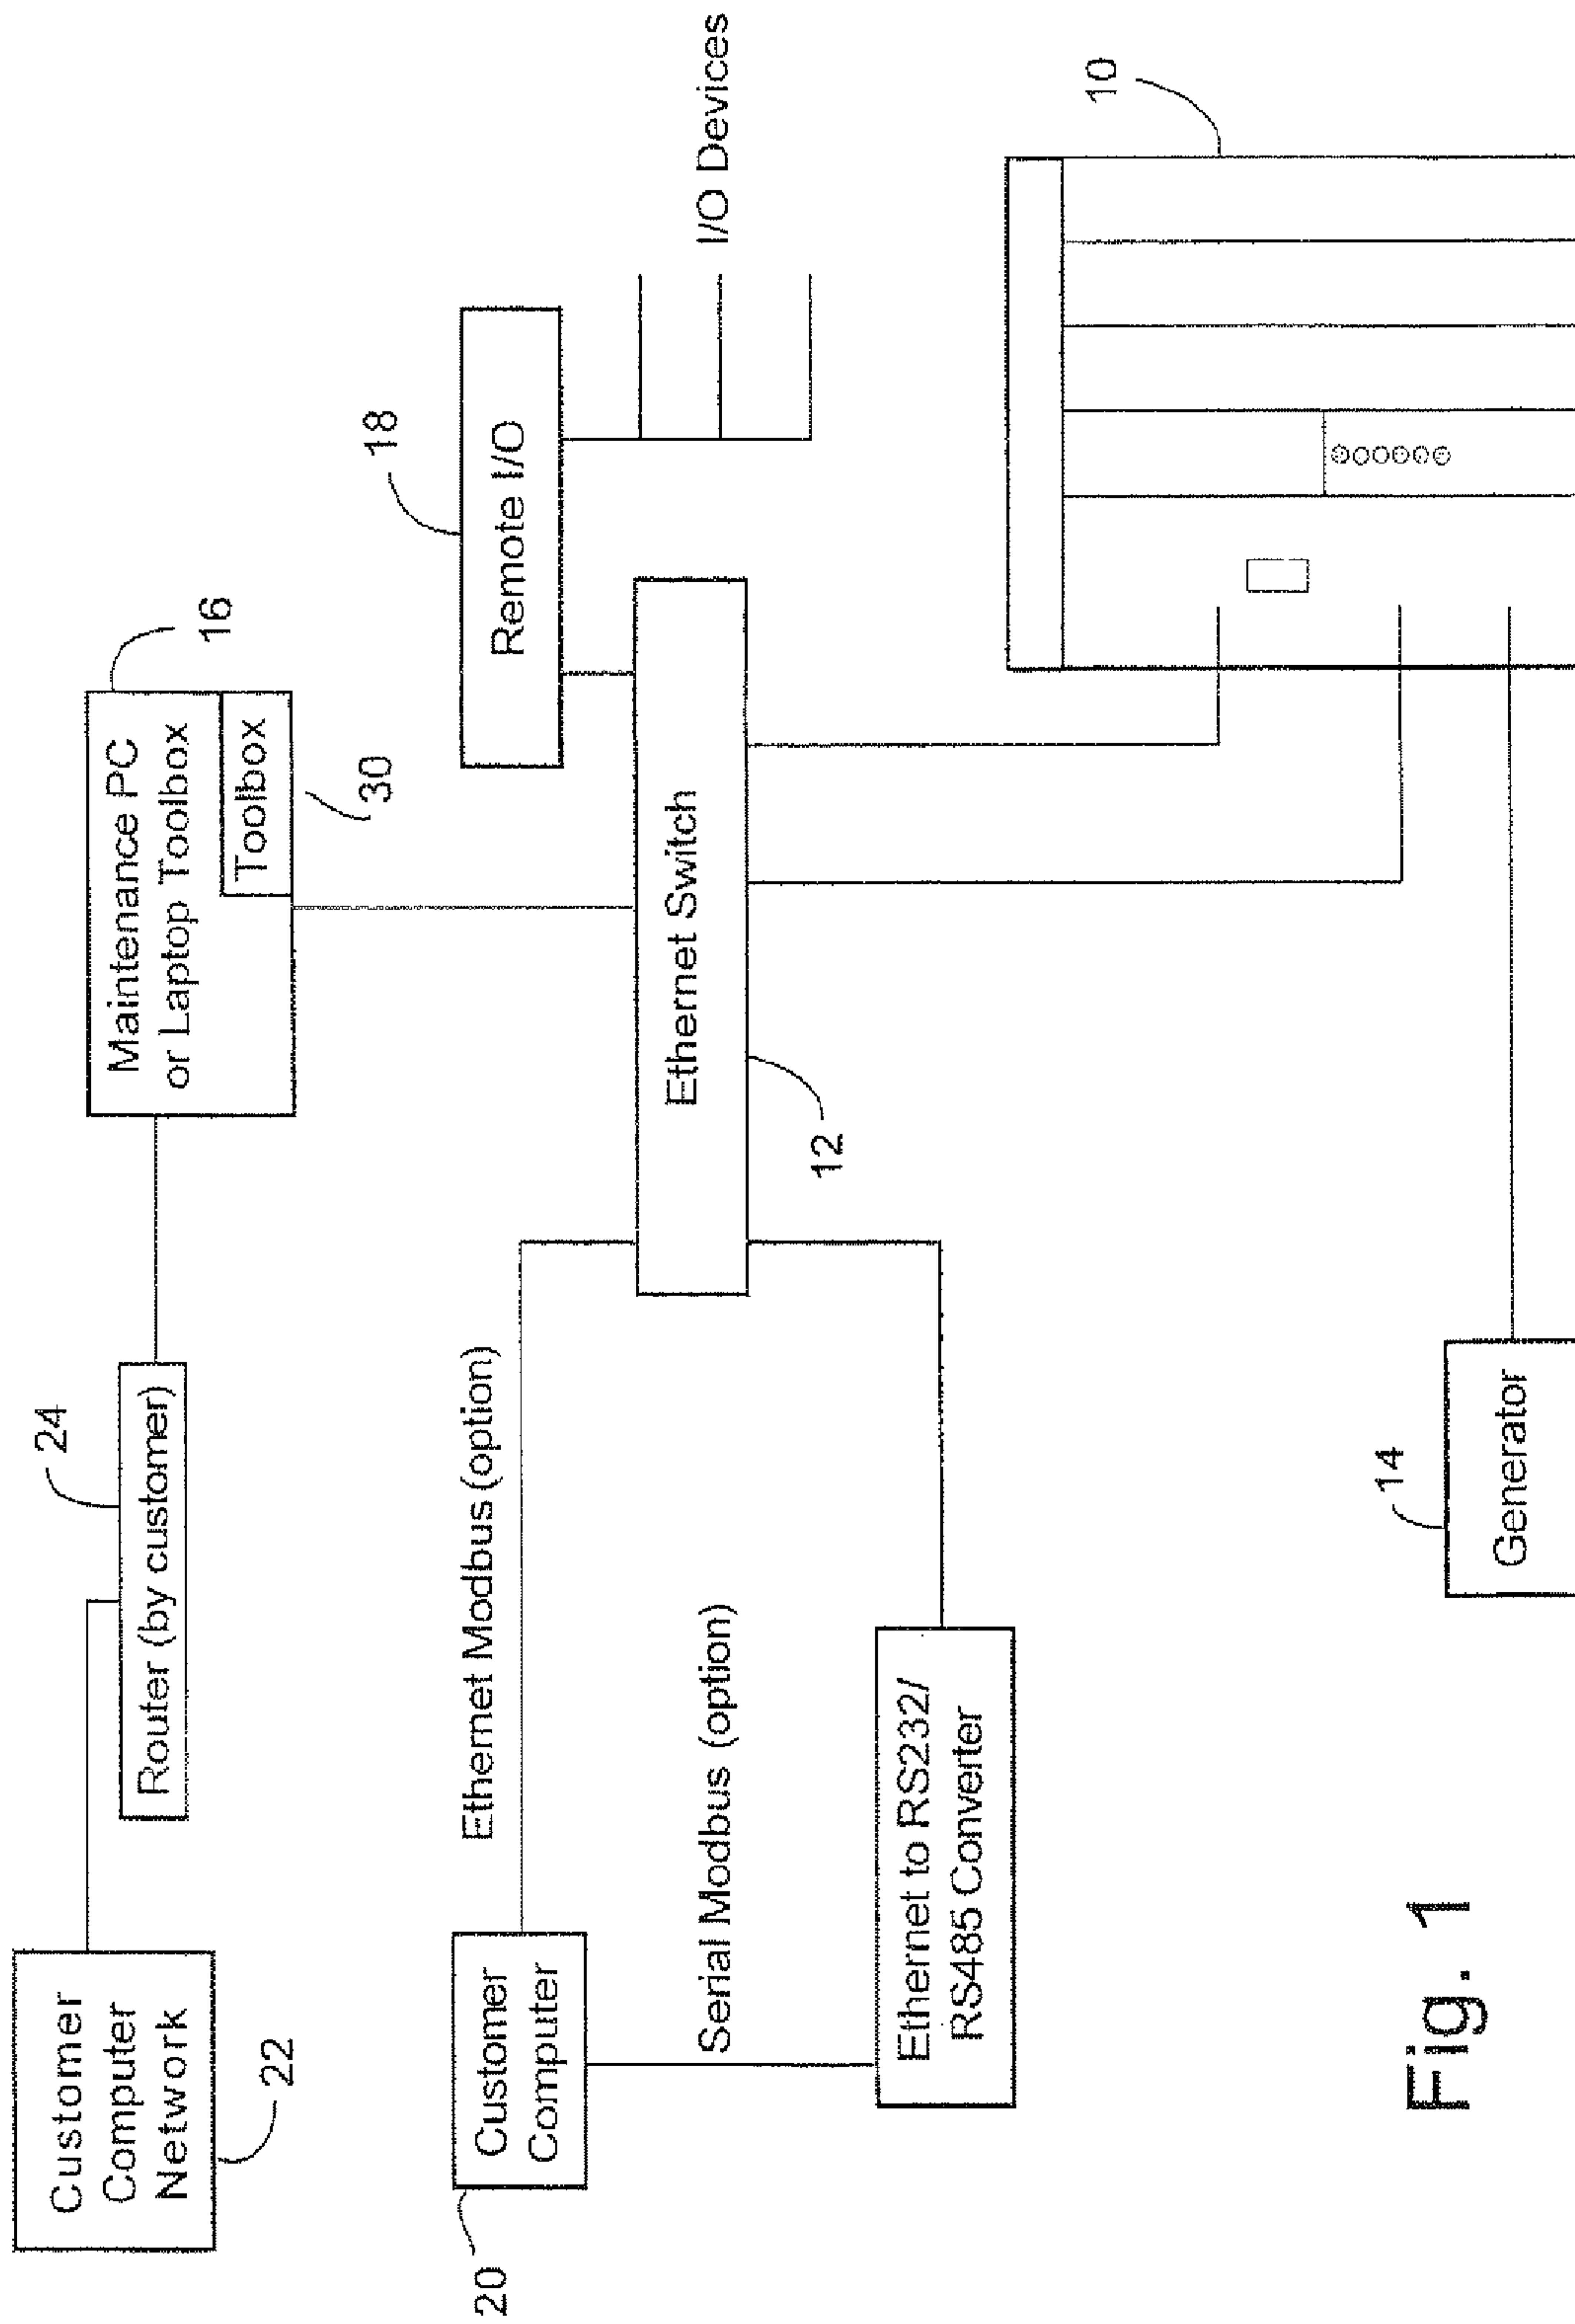 Customer
Computer
Network
22
24
Router (by customer)
16
Maintenance PC
or Laptop Toolbox
Toolbox
30
20
Customer
Computer
Ethernet Modbus (option)
Serial Modbus (option)
18
Remote I/O
I/O Devices
Ethernet Switch
12
Ethernet to RS232/
RS485 Converter
10
14
Generator
Fig. 1